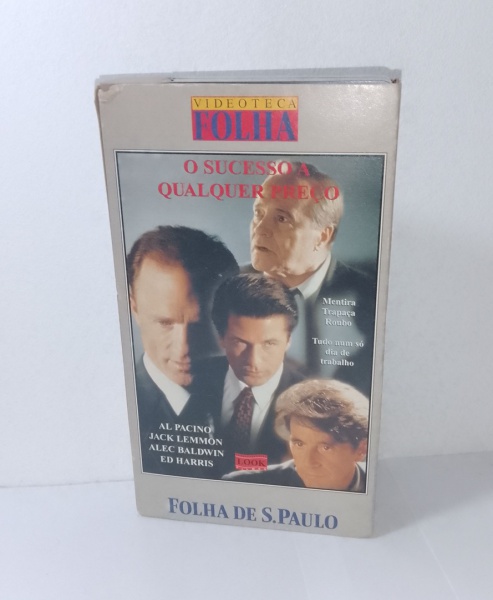 VIDEOTECA
FOLHA
O SUCESSO A
QUALQUER PREÇO
Mentira
Trapaça
Roubo
Tudo num só
dia de
trabalho
AL PACINO
JACK LEMMON
ALEC BALDWIN
ED HARRIS
LOOK
FOLHA DE S.PAULO